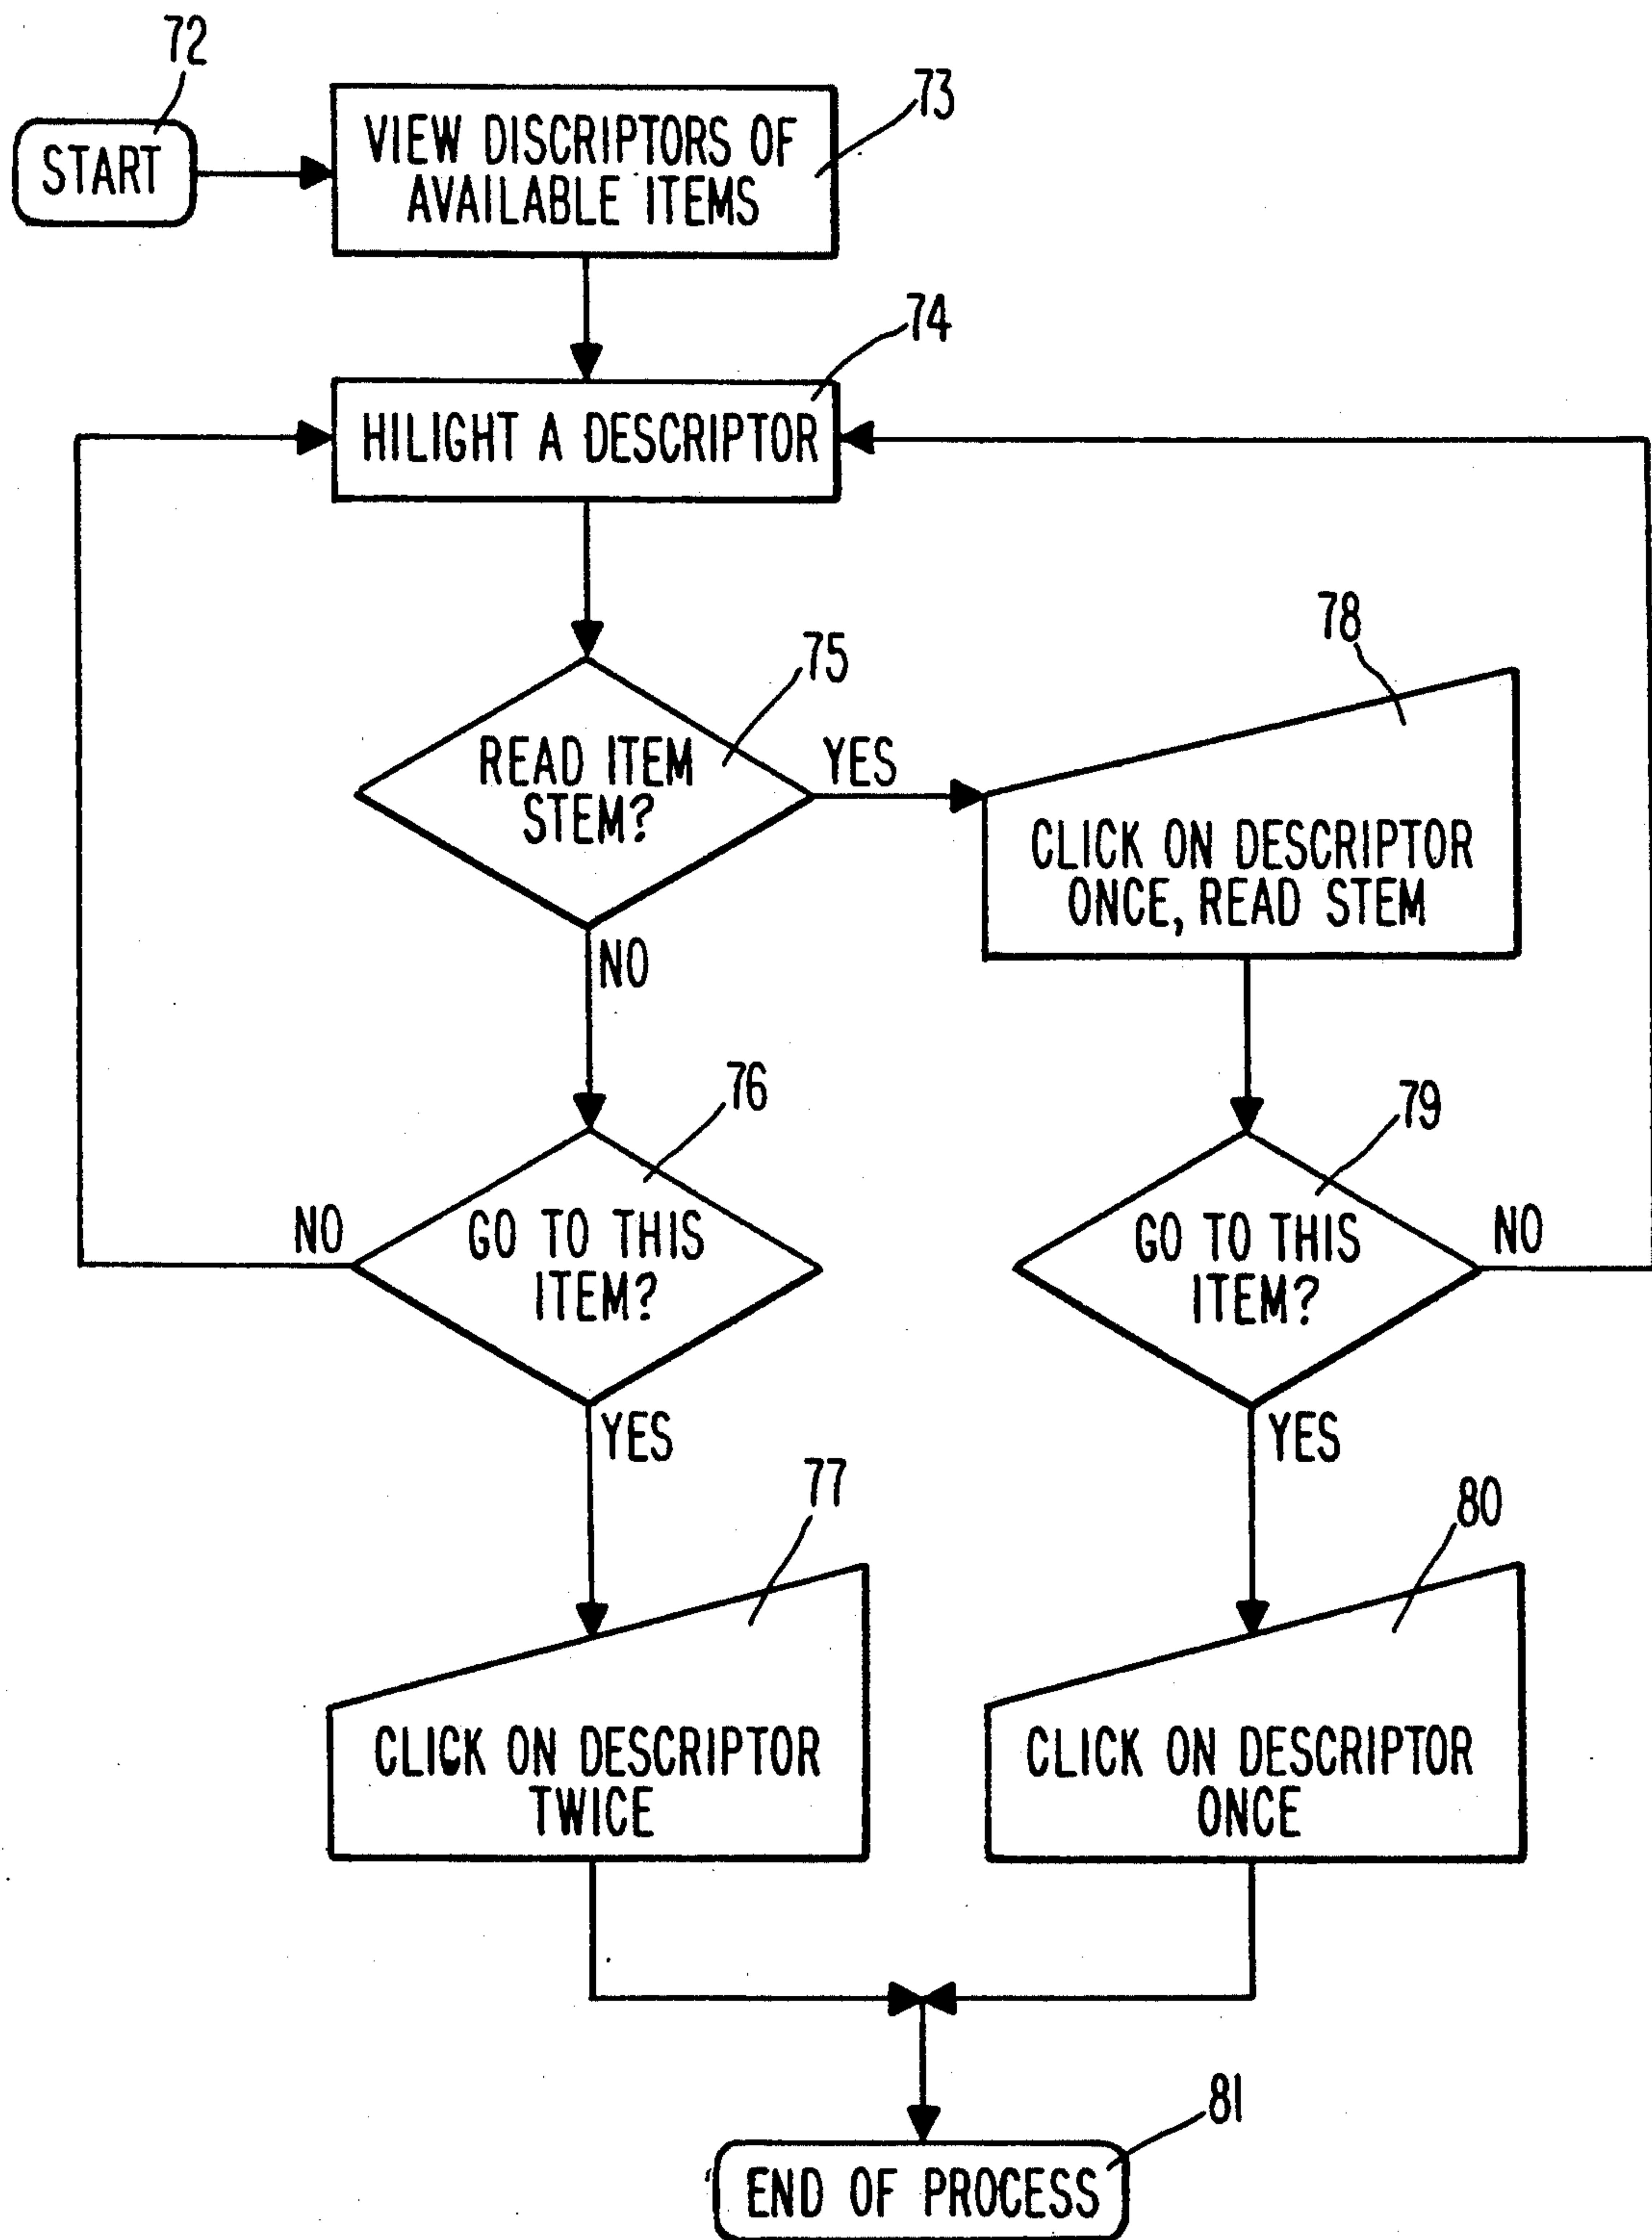 72
START
73
VIEW DISCRIPTORS OF
AVAILABLE ITEMS
74
HILIGHT A DESCRIPTOR
75
READ ITEM
STEM?
YES
NO
78
CLICK ON DESCRIPTOR
ONCE, READ STEM
76
GO TO THIS
ITEM?
NO
YES
79
GO TO THIS
ITEM?
NO
YES
77
CLICK ON DESCRIPTOR
TWICE
80
CLICK ON DESCRIPTOR
ONCE
81
END OF PROCESS